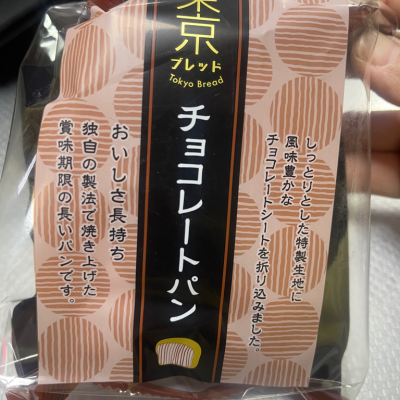 東京
ブレッド
Tokyo Bread
チョコレートパン
しっとりとした特製生地に
風味豊かな
チョコレートシートを折り込みました。
おいしさ長持ち
独自の製法で焼き上げた
賞味期限の長いパンです。